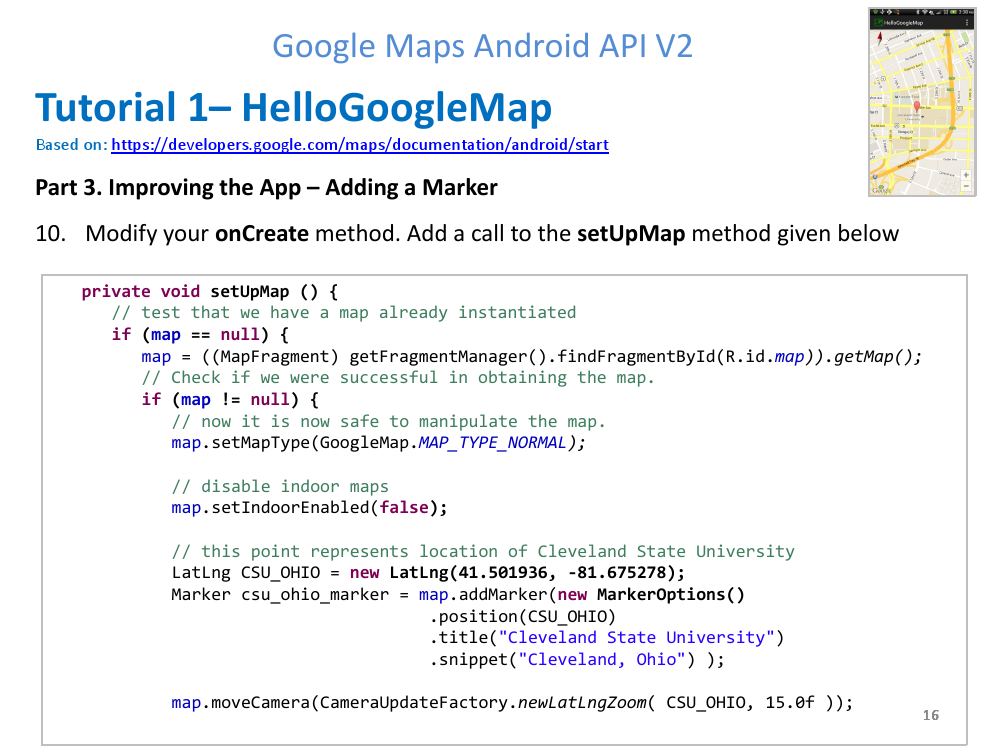 Google Maps Android API V2
HelloGoogleMap
Tutorial 1– HelloGoogleMap
Based on: https://developers.google.com/maps/documentation/android/start
Part 3. Improving the App – Adding a Marker
10. Modify your onCreate method. Add a call to the setUpMap method given below
private void setUpMap () {
// test that we have a map already instantiated
if (map == null) {
map = ((MapFragment) getFragmentManager().findFragmentById(R.id.map)).getMap();
// Check if we were successful in obtaining the map.
if (map != null) {
// now it is now safe to manipulate the map.
map.setMapType(GoogleMap.MAP_TYPE_NORMAL);
// disable indoor maps
map.setIndoorEnabled(false);
// this point represents location of Cleveland State University
LatLng CSU_OHIO = new LatLng(41.501936, -81.675278);
Marker csu_ohio_marker = map.addMarker(new MarkerOptions()
.position(CSU_OHIO)
.title("Cleveland State University")
.snippet("Cleveland, Ohio") );
map.moveCamera(CameraUpdateFactory.newLatLngZoom( CSU_OHIO, 15.0f ));
16